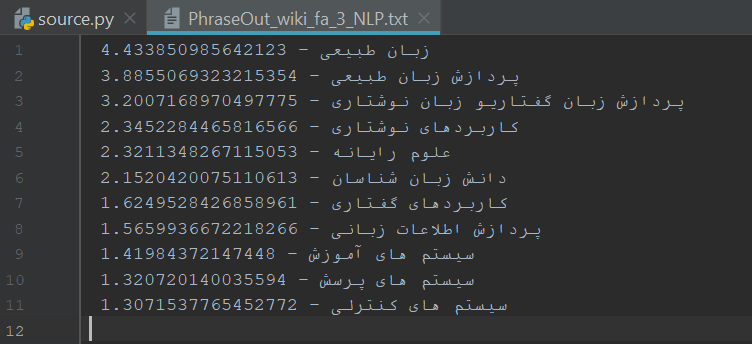 source.py
PhraseOut_wiki_fa_3_NLP.txt
1 4.433850985642123 - زبان طبیعی
2 3.8855069323215354 - پردازش زبان طبیعی
3 3.2007168970497775 - پردازش زبان گفتاریو زبان نوشتاری
4 2.3452284465816566 - کاربردهای نوشتاری
5 2.3211348267115053 - علوم رایانه
6 2.1520420075110613 - دانش زبان شناسان
7 1.6249528426858961 - کاربردهای گفتاری
8 1.5659936672218266 - پردازش اطلاعات زبانی
9 1.41984372147448 - سیستم های آموزش
10 1.320720140035594 - سیستم های پرسش
11 1.3071537765452772 - سیستم های کنترلی
12